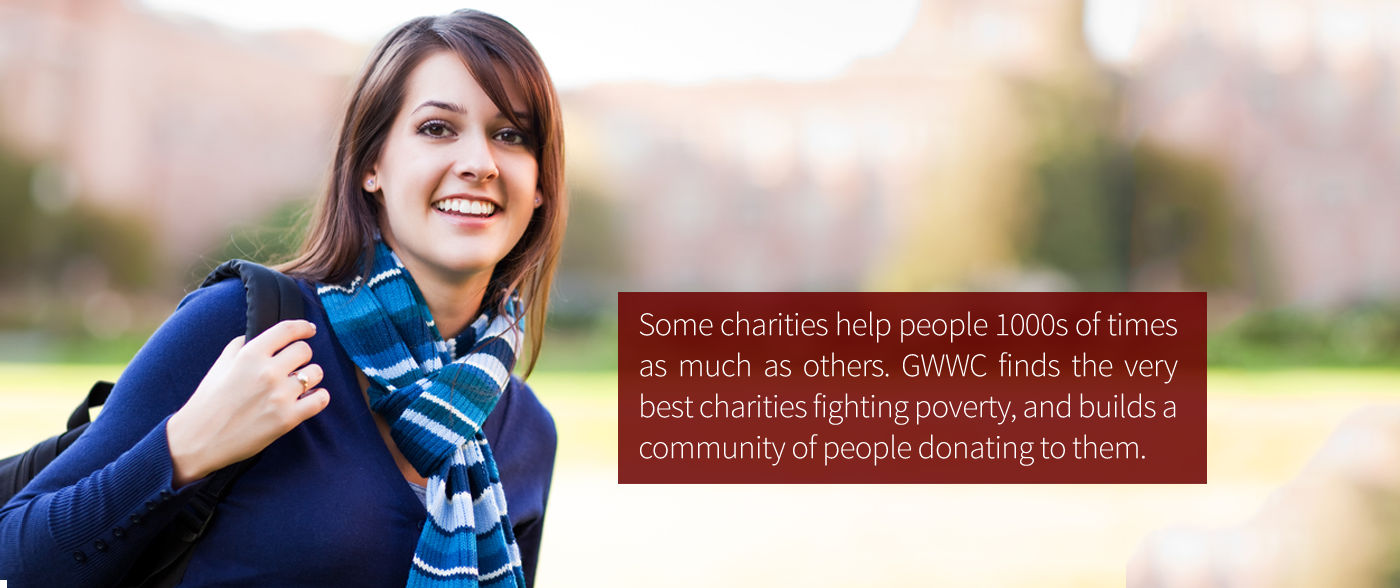 Some charities help people 1000s of times
as much as others. GWWC finds the very
best charities fighting poverty, and builds a
community of people donating to them.